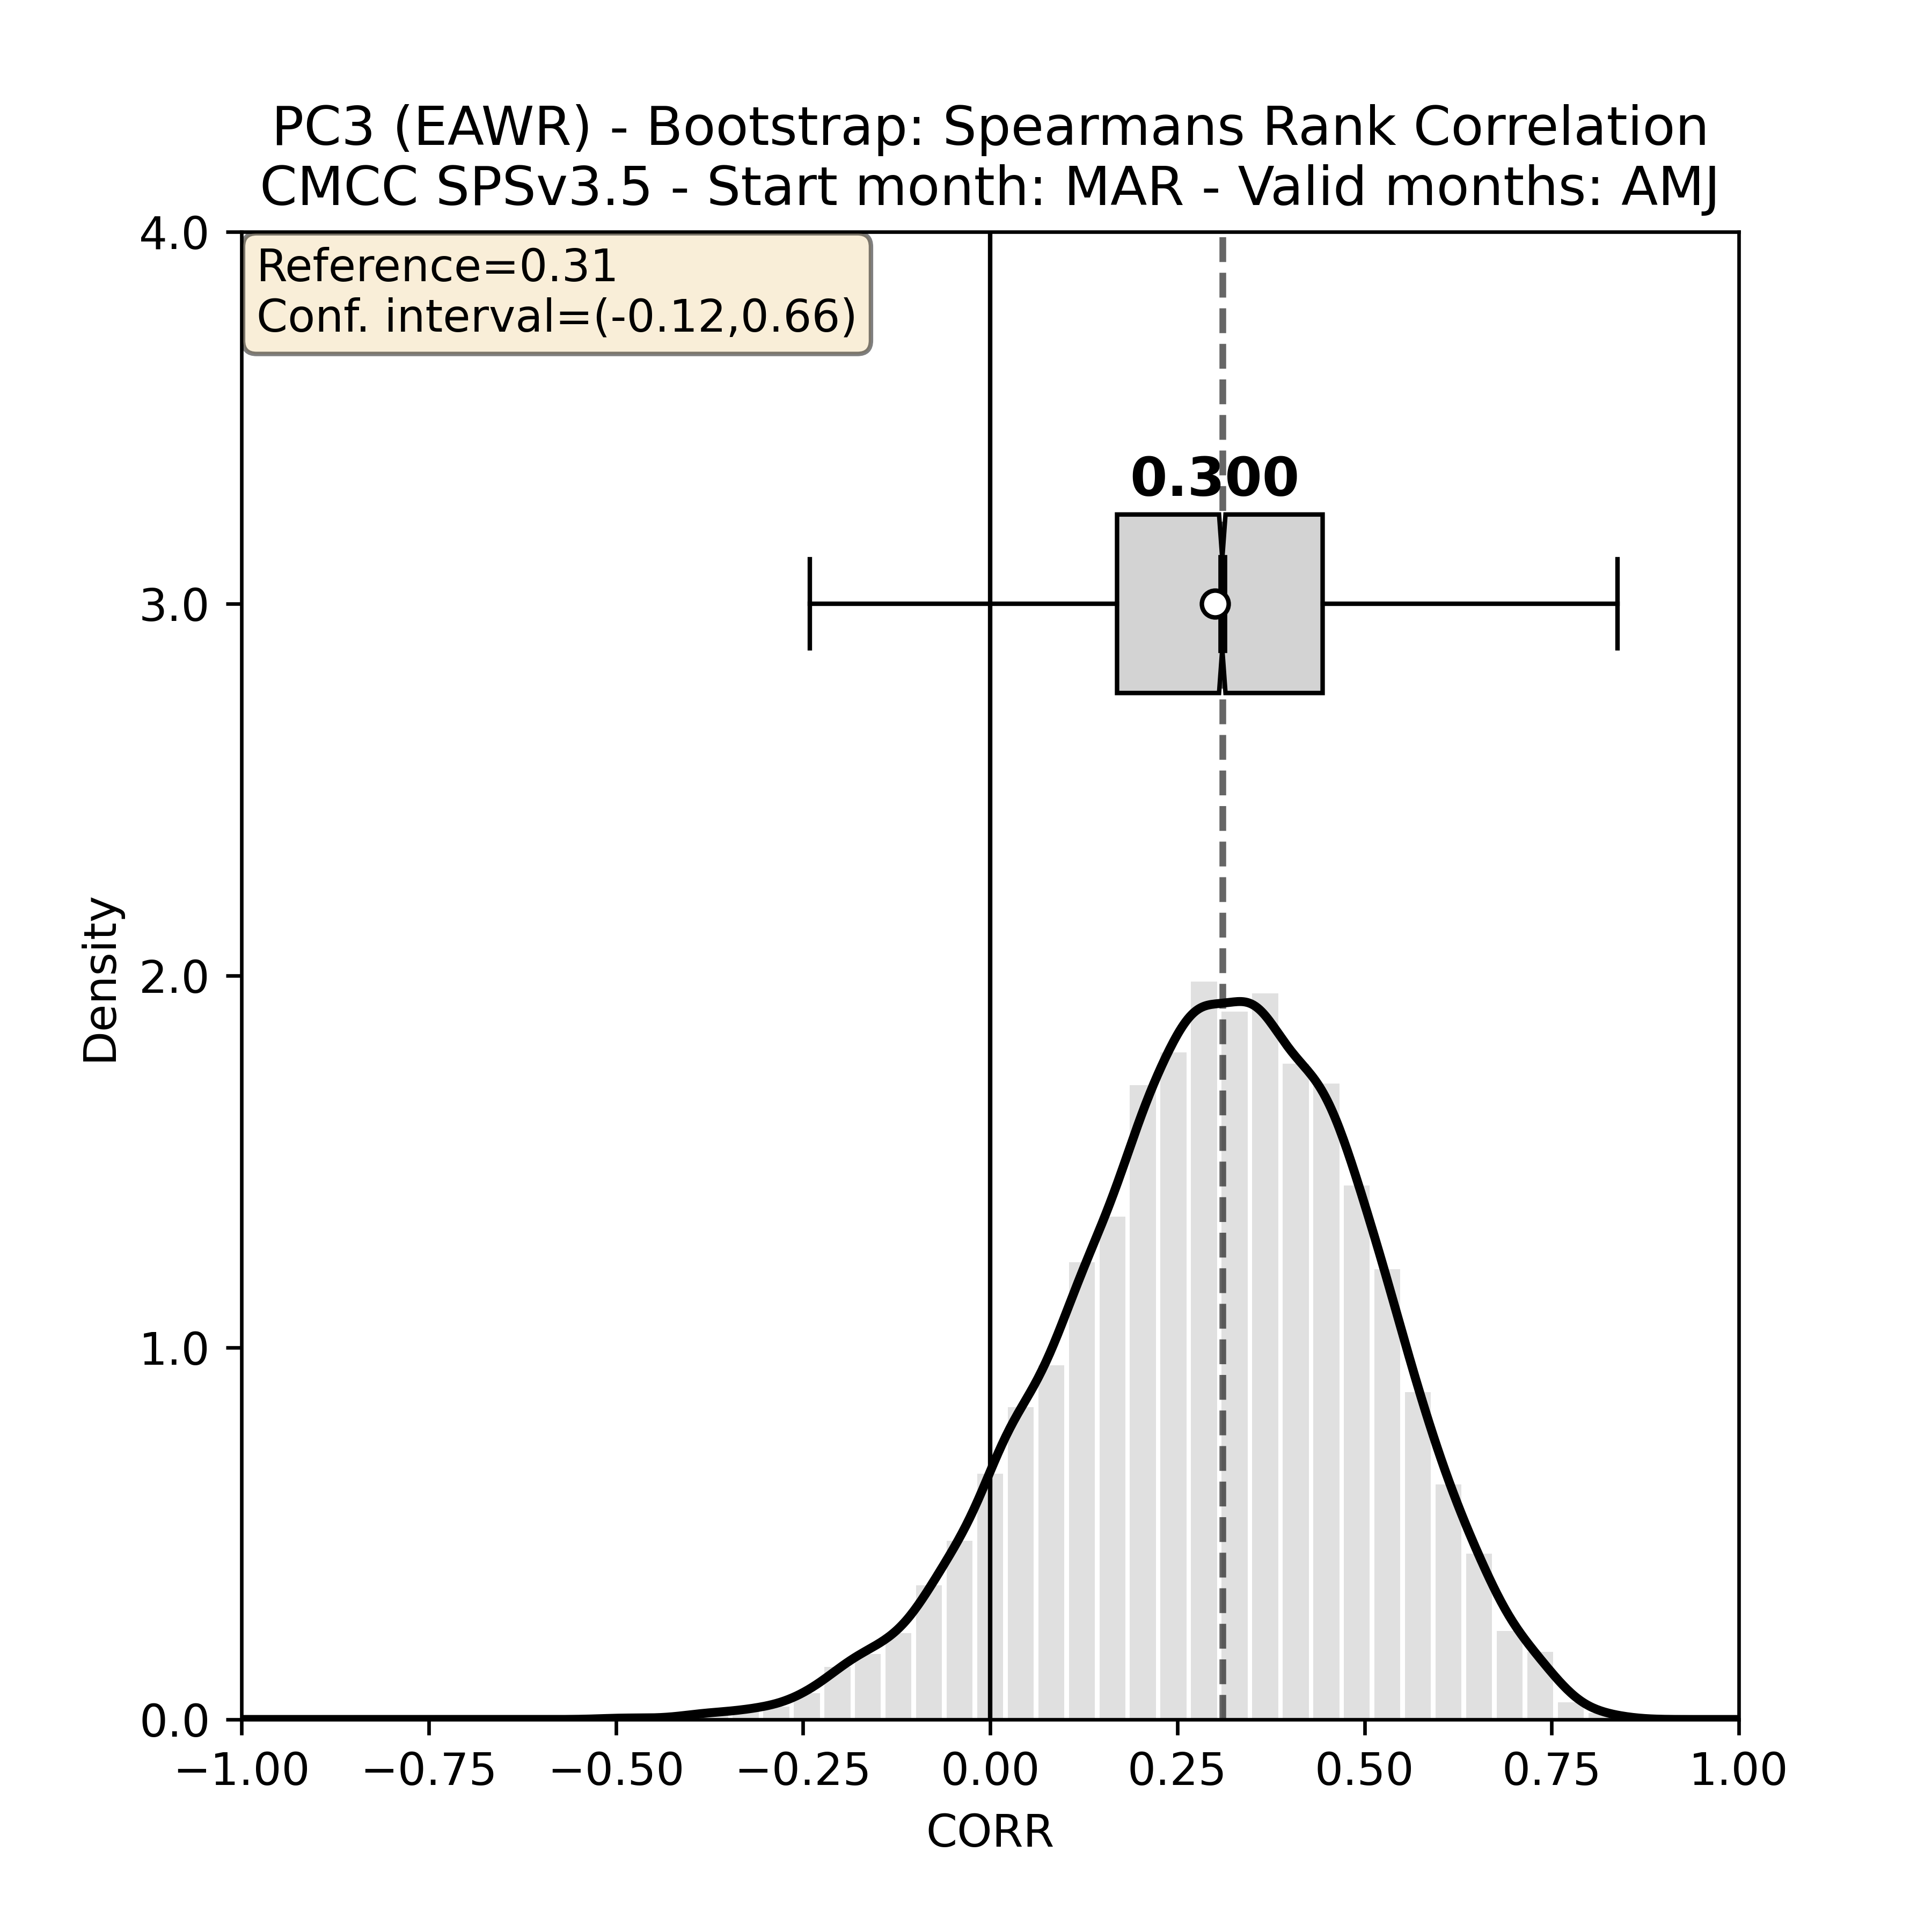 PC3 (EAWR) - Bootstrap: Spearmans Rank Correlation
CMCC SPSv3.5 - Start month: MAR - Valid months: AMJ
4.0
Reference=0.31
Conf. interval=(-0.12,0.66)
0.300
3.0
2.0
Density
1.0
0.0
−1.00 −0.75 −0.50 −0.25 0.00 0.25 0.50 0.75 1.00
CORR